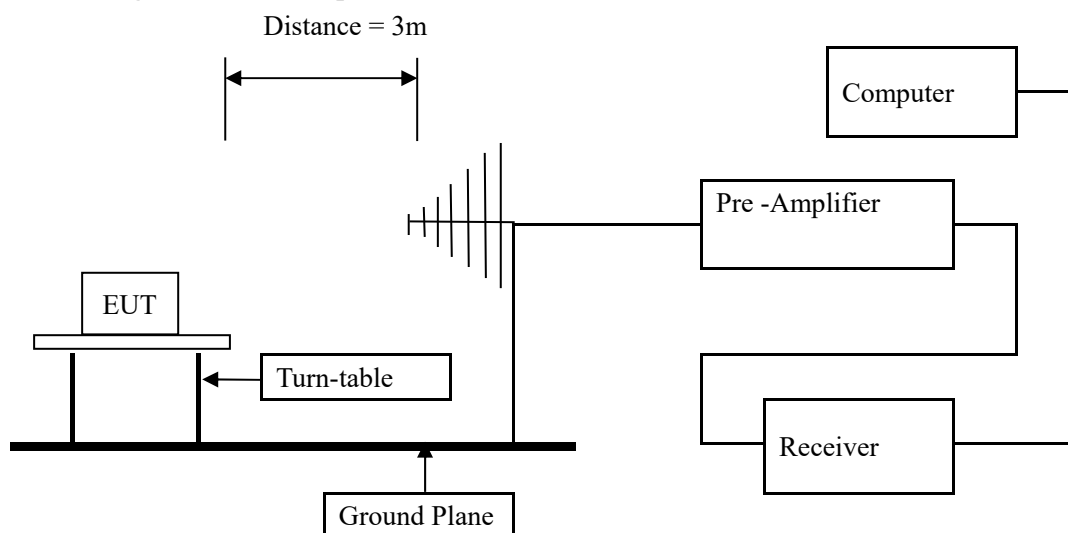 Distance = 3m
Computer
Pre -Amplifier
EUT
Turn-table
Receiver
Ground Plane